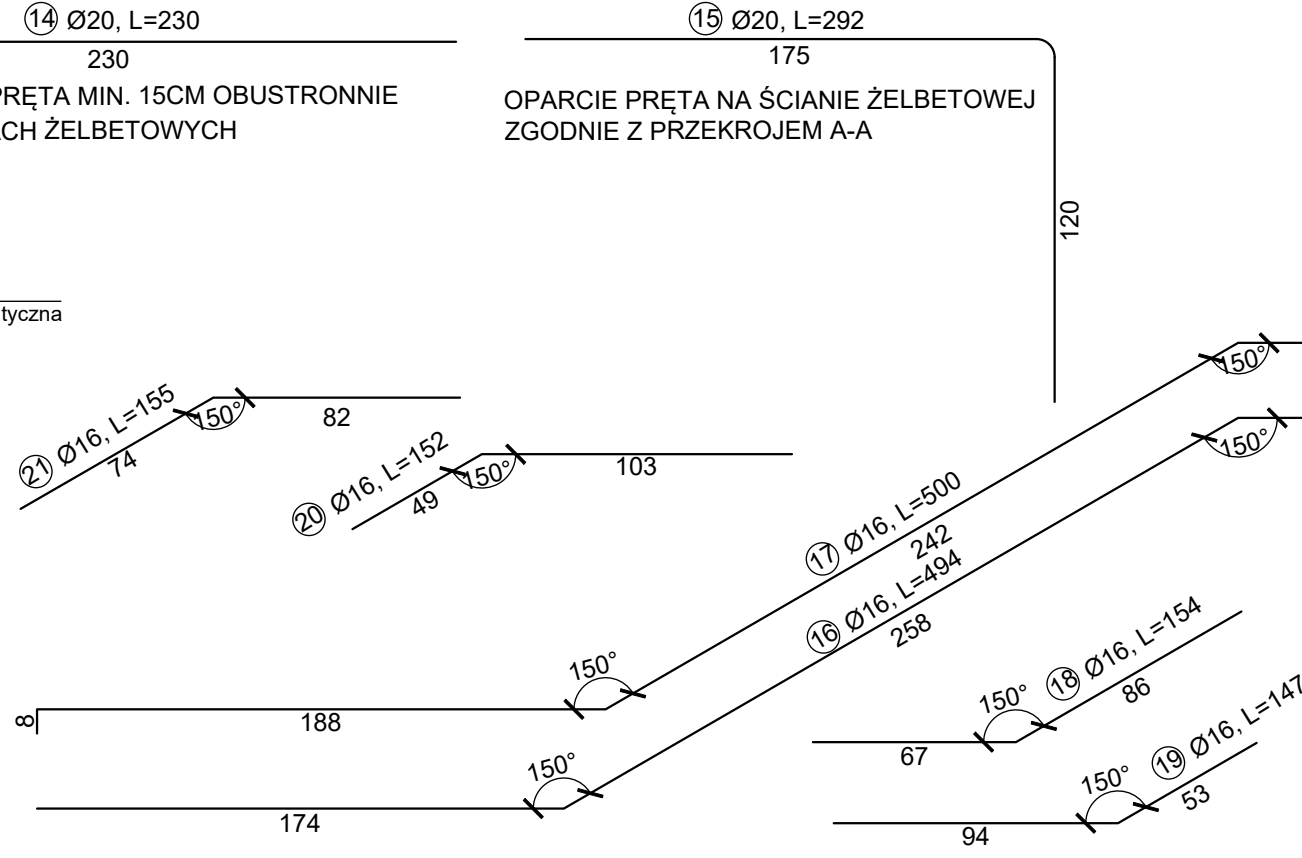 14 Ø20, L=230
230
PRĘTA MIN. 15CM OBUSTRONNIE
ACH ŻELBETOWYCH
15 Ø20, L=292
175
OPARCIE PRĘTA NA ŚCIANIE ŻELBETOWEJ
ZGODNIE Z PRZEKROJEM A-A
120
tyczna
21 Ø16, L=155
74
150°
82
20 Ø16, L=152
49
150°
103
150°
150°
17 Ø16, L=500
242
16 Ø16, L=494
258
150°
8
188
150°
174
18 Ø16, L=154
86
150°
67
19 Ø16, L=147
53
150°
94